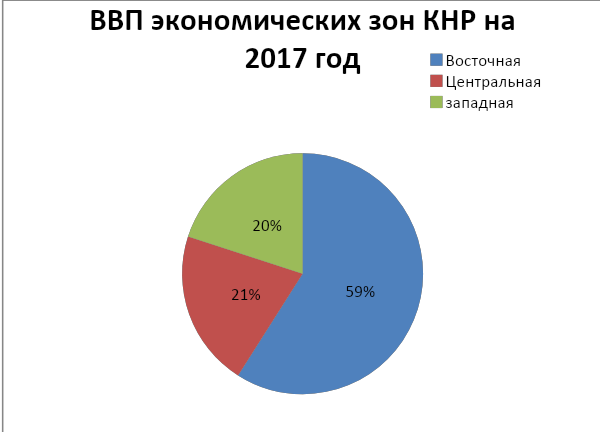 ВВП экономических зон КНР на
2017 год
Восточная
Центральная
западная
20%
21%
59%